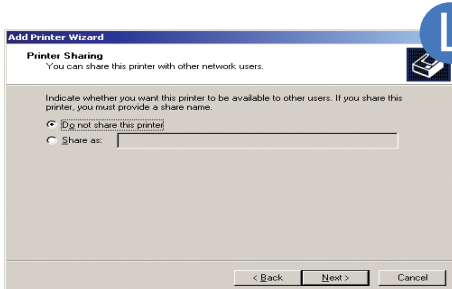 Add Printer Wizard
L
Printer Sharing
You can share this printer with other network users.
Indicate whether you want this printer to be available to other users. If you share this
printer, you must provide a share name.
Do not share this printer
Share as:
< Back Next > Cancel